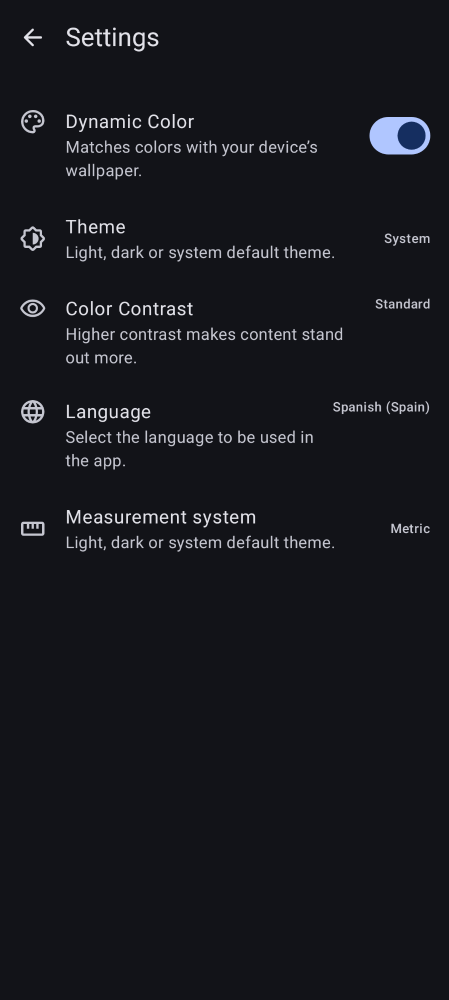 Settings
Dynamic Color
Matches colors with your device’s
wallpaper.
Theme
Light, dark or system default theme.
System
Color Contrast
Higher contrast makes content stand
out more.
Standard
Language
Select the language to be used in
the app.
Spanish (Spain)
Measurement system
Light, dark or system default theme.
Metric